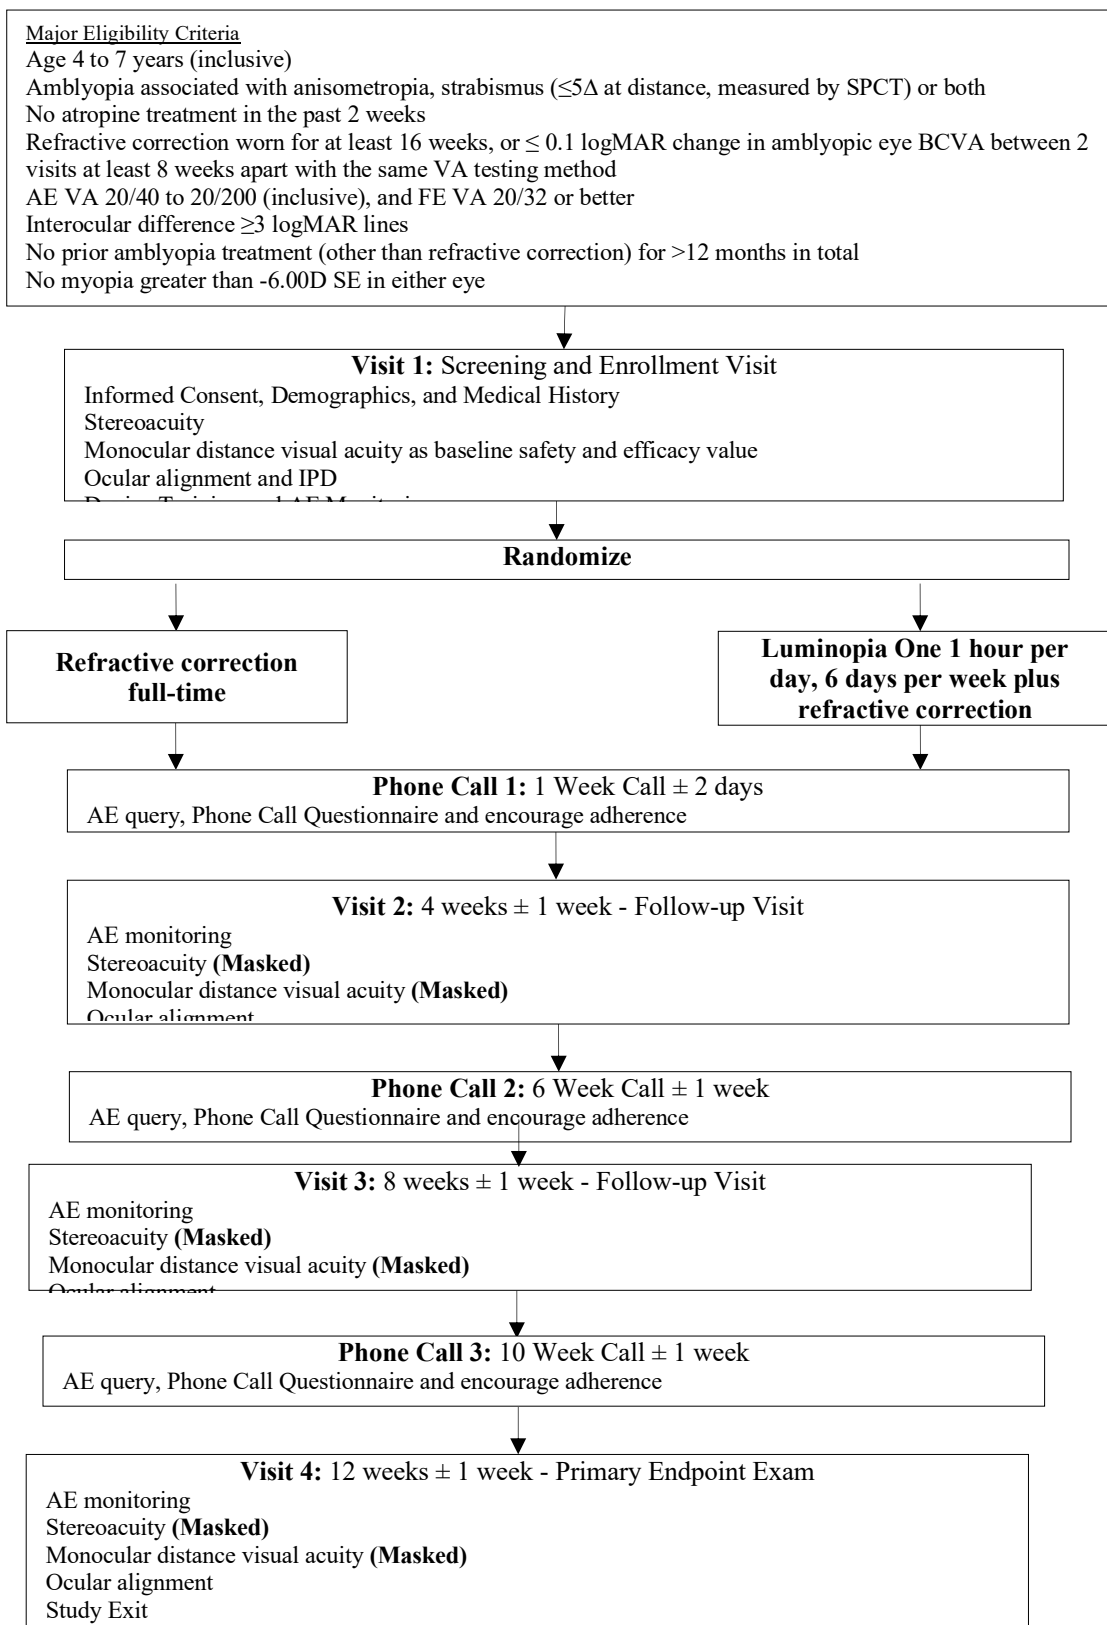 Major Eligibility Criteria
Age 4 to 7 years (inclusive)
Amblyopia associated with anisometropia, strabismus (≤5Δ at distance, measured by SPCT) or both
No atropine treatment in the past 2 weeks
Refractive correction worn for at least 16 weeks, or ≤ 0.1 logMAR change in amblyopic eye BCVA between 2
visits at least 8 weeks apart with the same VA testing method
AE VA 20/40 to 20/200 (inclusive), and FE VA 20/32 or better
Interocular difference ≥3 logMAR lines
No prior amblyopia treatment (other than refractive correction) for >12 months in total
No myopia greater than -6.00D SE in either eye
Visit 1: Screening and Enrollment Visit
Informed Consent, Demographics, and Medical History
Stereoacuity
Monocular distance visual acuity as baseline safety and efficacy value
Ocular alignment and IPD
Device Training and AE Monitoring
Randomize
Refractive correction
full-time
Luminopia One 1 hour per
day, 6 days per week plus
refractive correction
Phone Call 1: 1 Week Call ± 2 days
AE query, Phone Call Questionnaire and encourage adherence
Visit 2: 4 weeks ± 1 week - Follow-up Visit
AE monitoring
Stereoacuity (Masked)
Monocular distance visual acuity (Masked)
Ocular alignment
Phone Call 2: 6 Week Call ± 1 week
AE query, Phone Call Questionnaire and encourage adherence
Visit 3: 8 weeks ± 1 week - Follow-up Visit
AE monitoring
Stereoacuity (Masked)
Monocular distance visual acuity (Masked)
Ocular alignment
Phone Call 3: 10 Week Call ± 1 week
AE query, Phone Call Questionnaire and encourage adherence
Visit 4: 12 weeks ± 1 week - Primary Endpoint Exam
AE monitoring
Stereoacuity (Masked)
Monocular distance visual acuity (Masked)
Ocular alignment
Study Exit